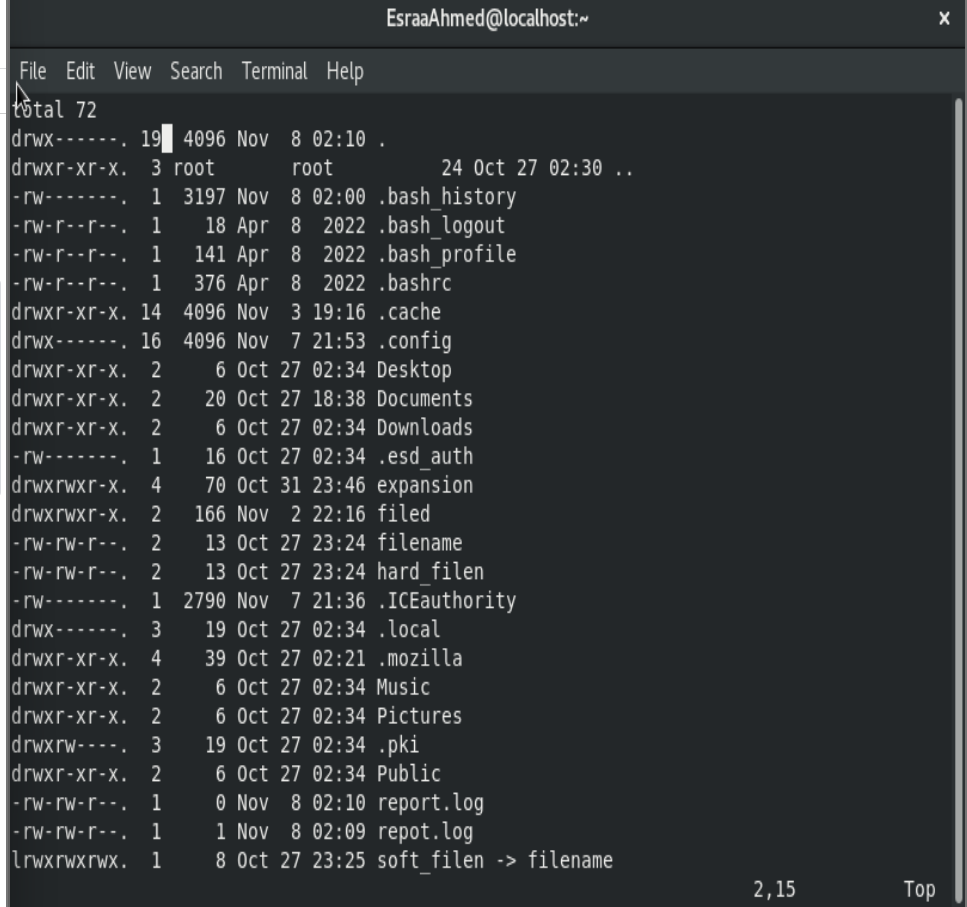 EsraaAhmed@localhost:~ ×
File Edit View Search Terminal Help
total 72
drwx------. 19  4096 Nov  8 02:10 .
drwxr-xr-x.  3 root       root          24 Oct 27 02:30 ..
-rw-------.  1  3197 Nov  8 02:00 .bash_history
-rw-r--r--.  1    18 Apr  8  2022 .bash_logout
-rw-r--r--.  1   141 Apr  8  2022 .bash_profile
-rw-r--r--.  1   376 Apr  8  2022 .bashrc
drwxr-xr-x. 14  4096 Nov  3 19:16 .cache
drwx------. 16  4096 Nov  7 21:53 .config
drwxr-xr-x.  2     6 Oct 27 02:34 Desktop
drwxr-xr-x.  2    20 Oct 27 18:38 Documents
drwxr-xr-x.  2     6 Oct 27 02:34 Downloads
-rw-------.  1    16 Oct 27 02:34 .esd_auth
drwxrwxr-x.  4    70 Oct 31 23:46 expansion
drwxrwxr-x.  2   166 Nov  2 22:16 filed
-rw-rw-r--.  2    13 Oct 27 23:24 filename
-rw-rw-r--.  2    13 Oct 27 23:24 hard_filen
-rw-------.  1  2790 Nov  7 21:36 .ICEauthority
drwx------.  3    19 Oct 27 02:34 .local
drwxr-xr-x.  4    39 Oct 27 02:21 .mozilla
drwxr-xr-x.  2     6 Oct 27 02:34 Music
drwxr-xr-x.  2     6 Oct 27 02:34 Pictures
drwxrw----.  3    19 Oct 27 02:34 .pki
drwxr-xr-x.  2     6 Oct 27 02:34 Public
-rw-rw-r--.  1     0 Nov  8 02:10 report.log
-rw-rw-r--.  1     1 Nov  8 02:09 repot.log
lrwxrwxrwx.  1     8 Oct 27 23:25 soft_filen -> filename
2,15 Top